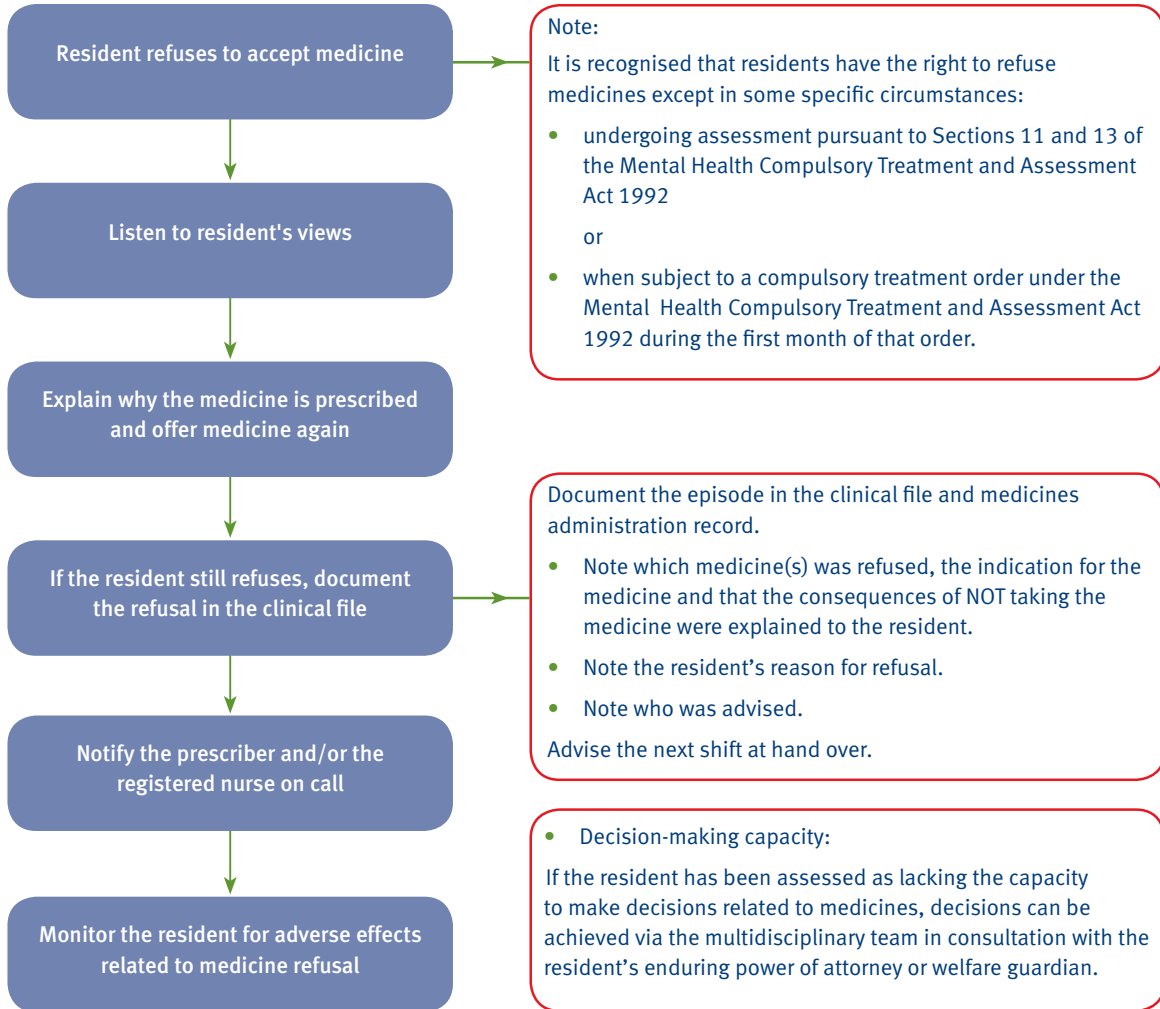 Resident refuses to accept medicine
Note:
It is recognised that residents have the right to refuse
medicines except in some specific circumstances:
• undergoing assessment pursuant to Sections 11 and 13 of
the Mental Health Compulsory Treatment and Assessment
Act 1992
or
• when subject to a compulsory treatment order under the
Mental Health Compulsory Treatment and Assessment Act
1992 during the first month of that order.
Listen to resident's views
Explain why the medicine is prescribed
and offer medicine again
If the resident still refuses, document
the refusal in the clinical file
Document the episode in the clinical file and medicines
administration record.
• Note which medicine(s) was refused, the indication for the
medicine and that the consequences of NOT taking the
medicine were explained to the resident.
• Note the resident’s reason for refusal.
• Note who was advised.
Advise the next shift at hand over.
Notify the prescriber and/or the
registered nurse on call
Monitor the resident for adverse effects
related to medicine refusal
• Decision-making capacity:
If the resident has been assessed as lacking the capacity
to make decisions related to medicines, decisions can be
achieved via the multidisciplinary team in consultation with the
resident’s enduring power of attorney or welfare guardian.